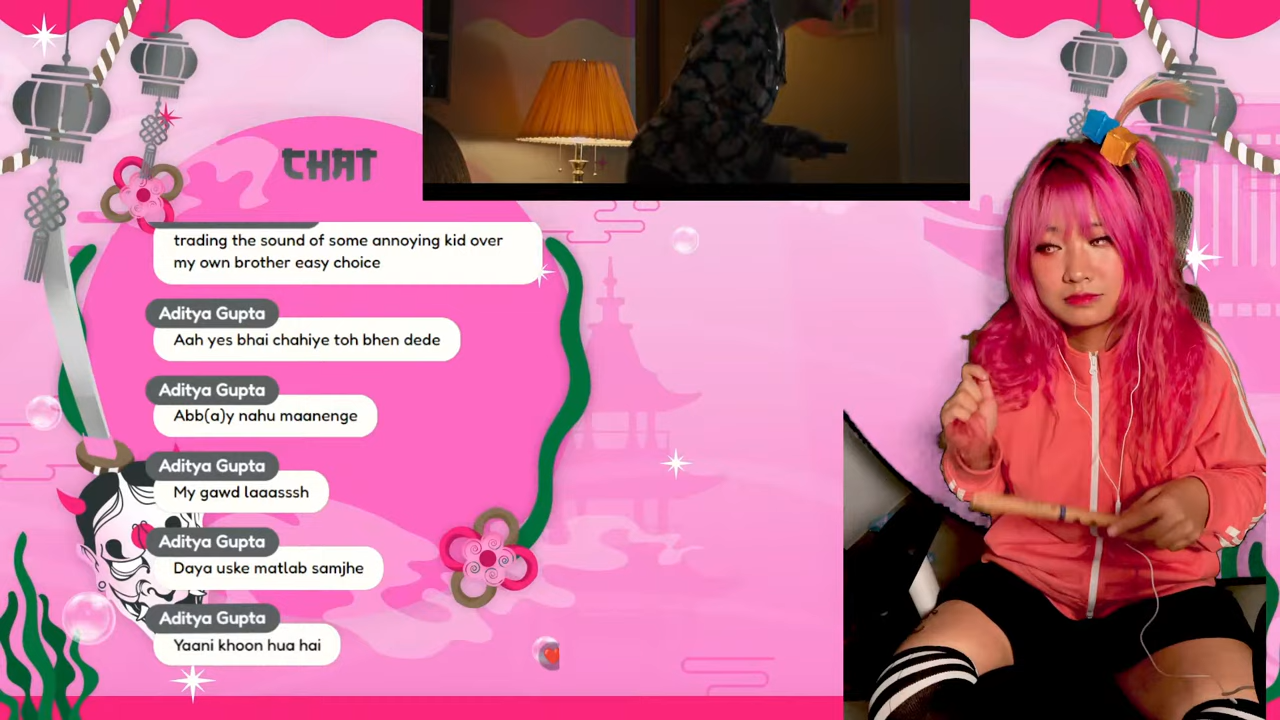 CHAT
trading the sound of some annoying kid over
my own brother easy choice
Aditya Gupta
Aah yes bhai chahiye toh bhen dede
Aditya Gupta
Abb(a)y nahu maanenge
Aditya Gupta
My gawd laaasssh
Aditya Gupta
Daya uske matlab samjhe
Aditya Gupta
Yaani khoon hua hai